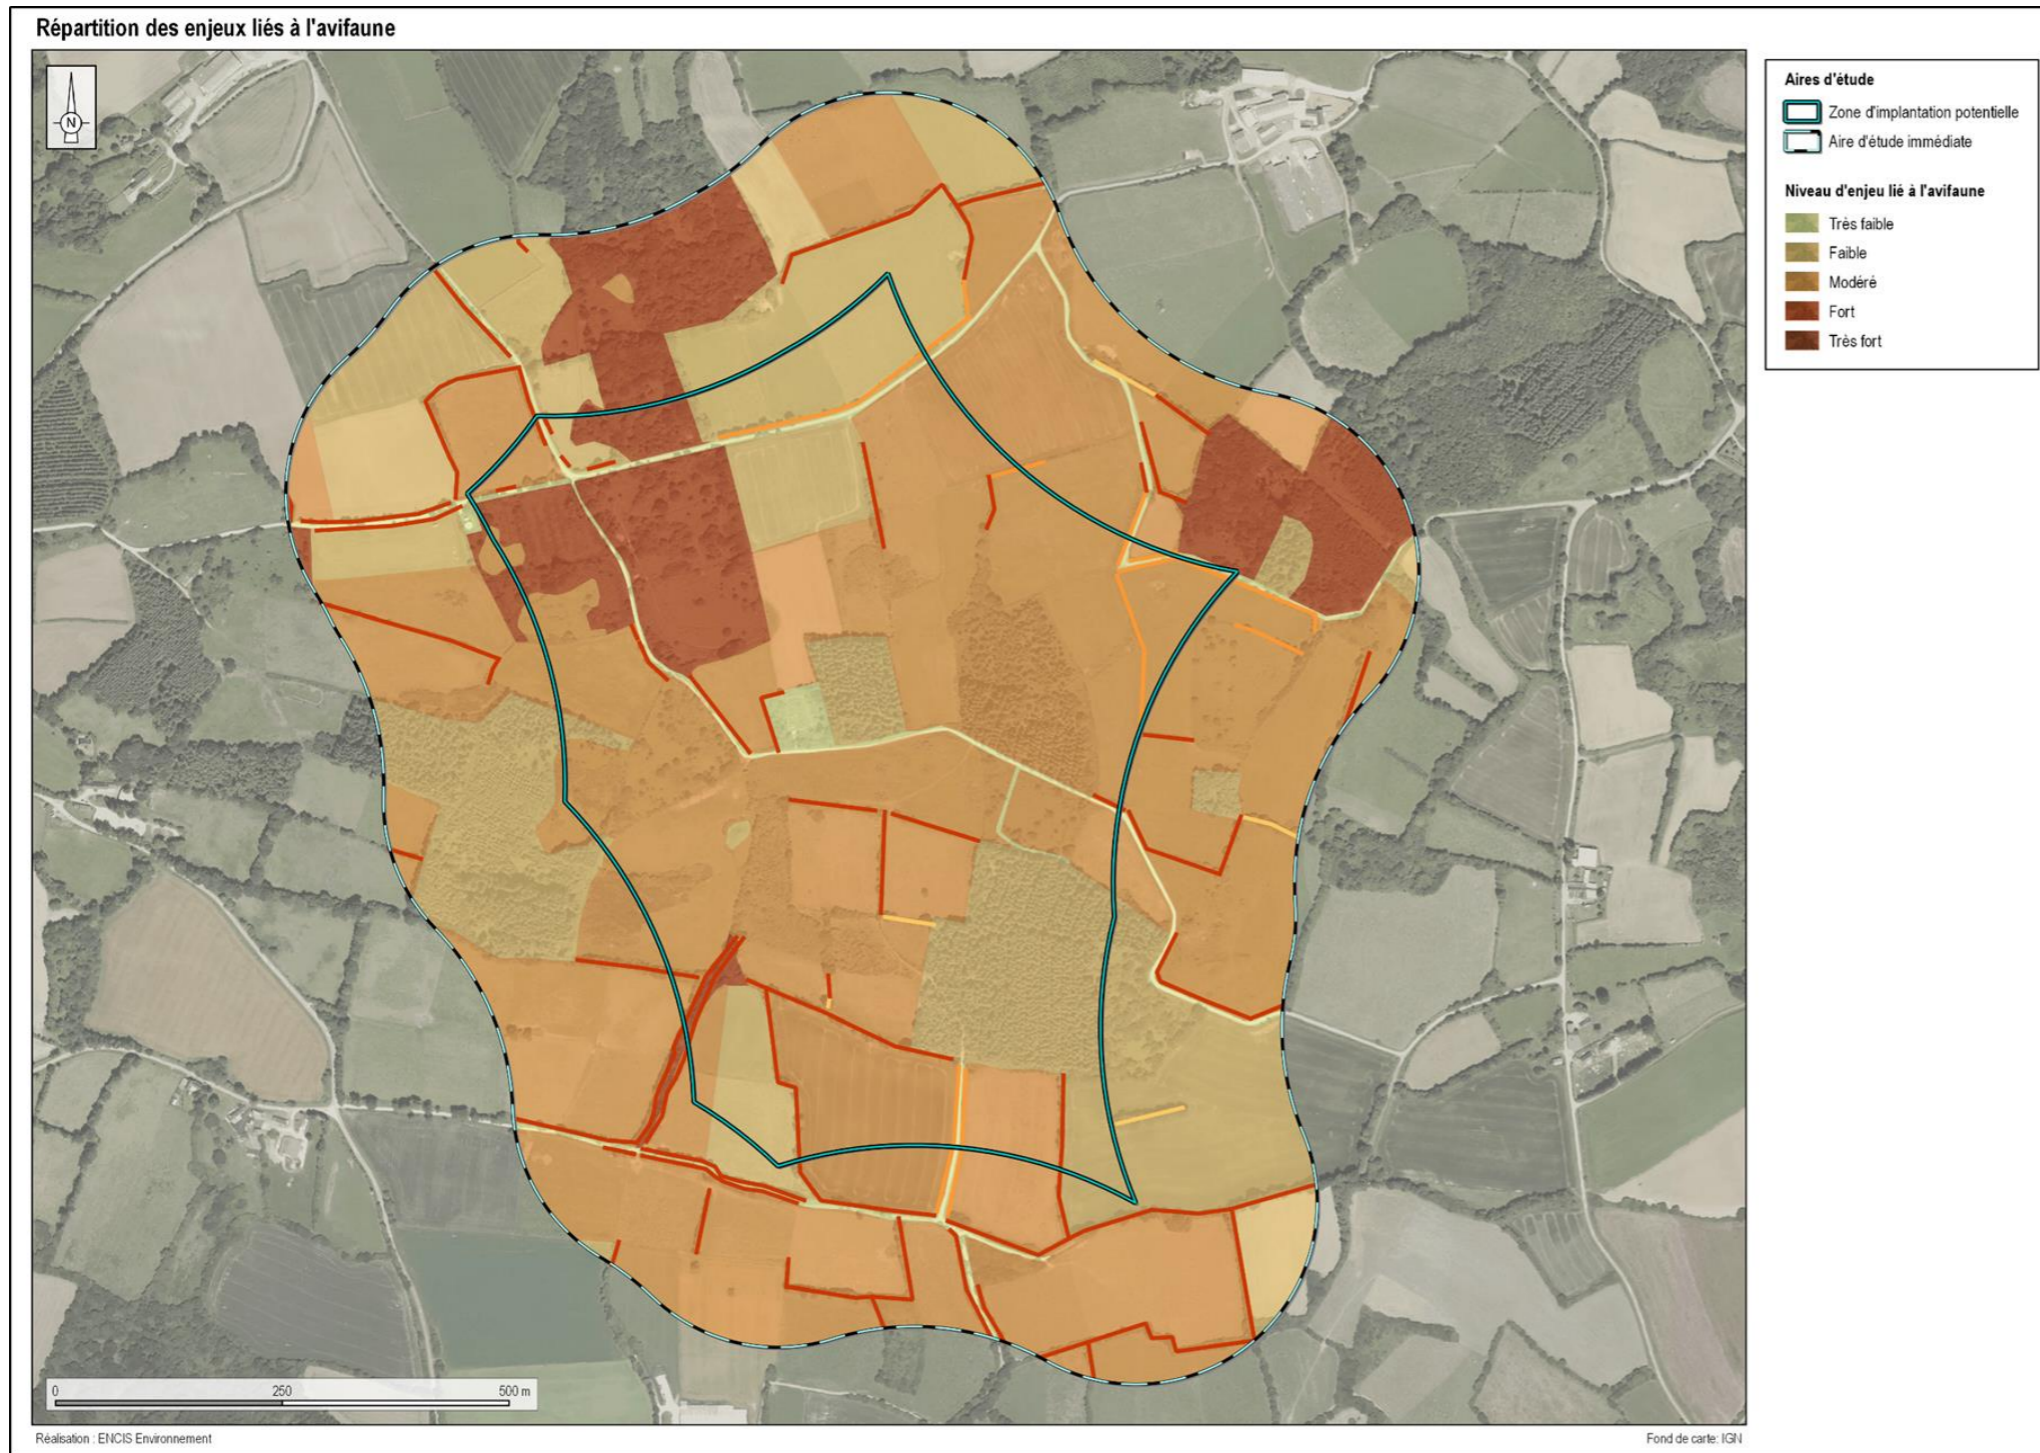 Répartition des enjeux liés à l'avifaune
N
Aires d'étude
Zone d'implantation potentielle
Aire d'étude immédiate
Niveau d'enjeu lié à l'avifaune
Très faible
Faible
Modéré
Fort
Très fort
0 250 500 m
Réalisation : ENCIS Environnement
Fond de carte: IGN